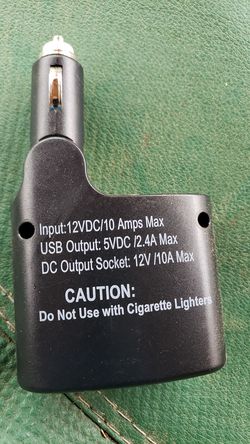 Input:12VDC/10 Amps Max
USB Output: 5VDC /2.4A Max
DC Output Socket: 12V /10A Max
CAUTION:
Do Not Use with Cigarette Lighters